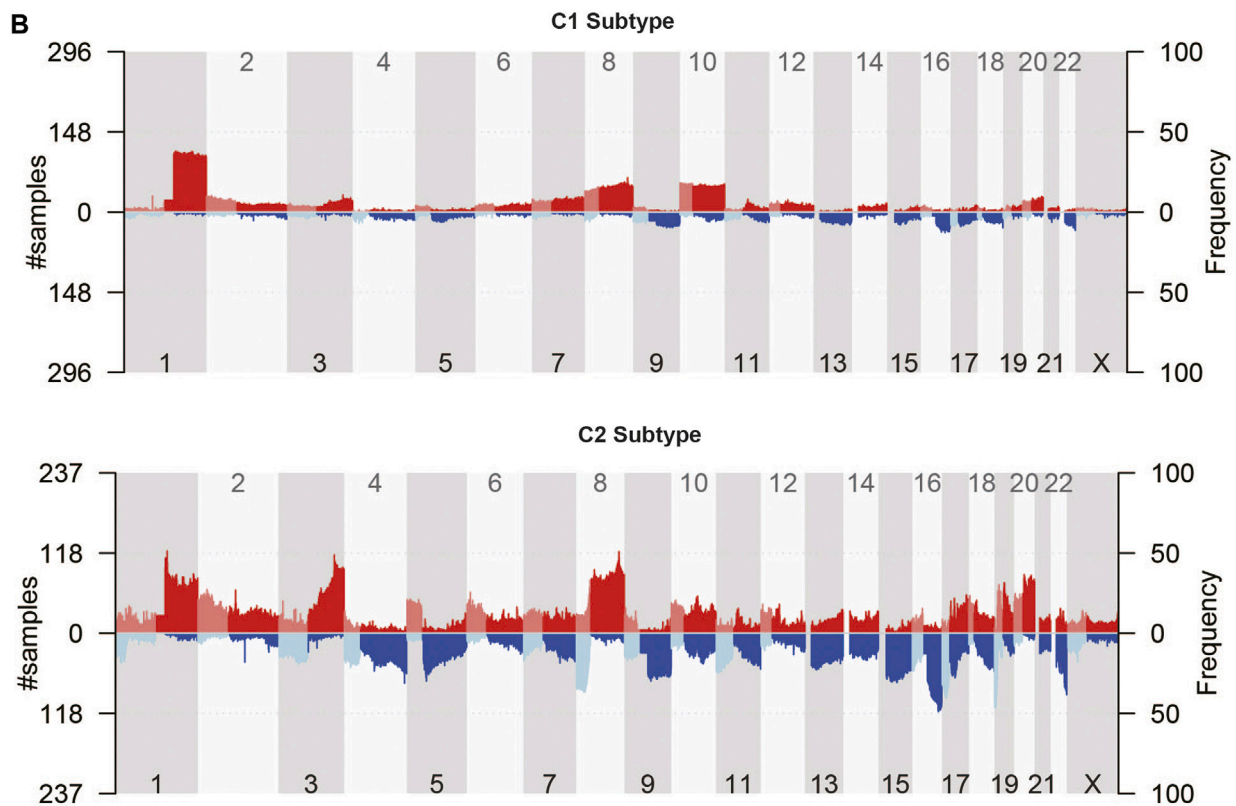 B
C1 Subtype
296 100
2 4 6 8 10 12 14 16 18 20 22
148 50
0 0
148 50
1 3 5 7 9 11 13 15 17 19 21 X
296 100
#samples
Frequency
C2 Subtype
237 100
2 4 6 8 10 12 14 16 18 20 22
118 50
0 0
118 50
1 3 5 7 9 11 13 15 17 19 21 X
237 100
#samples
Frequency